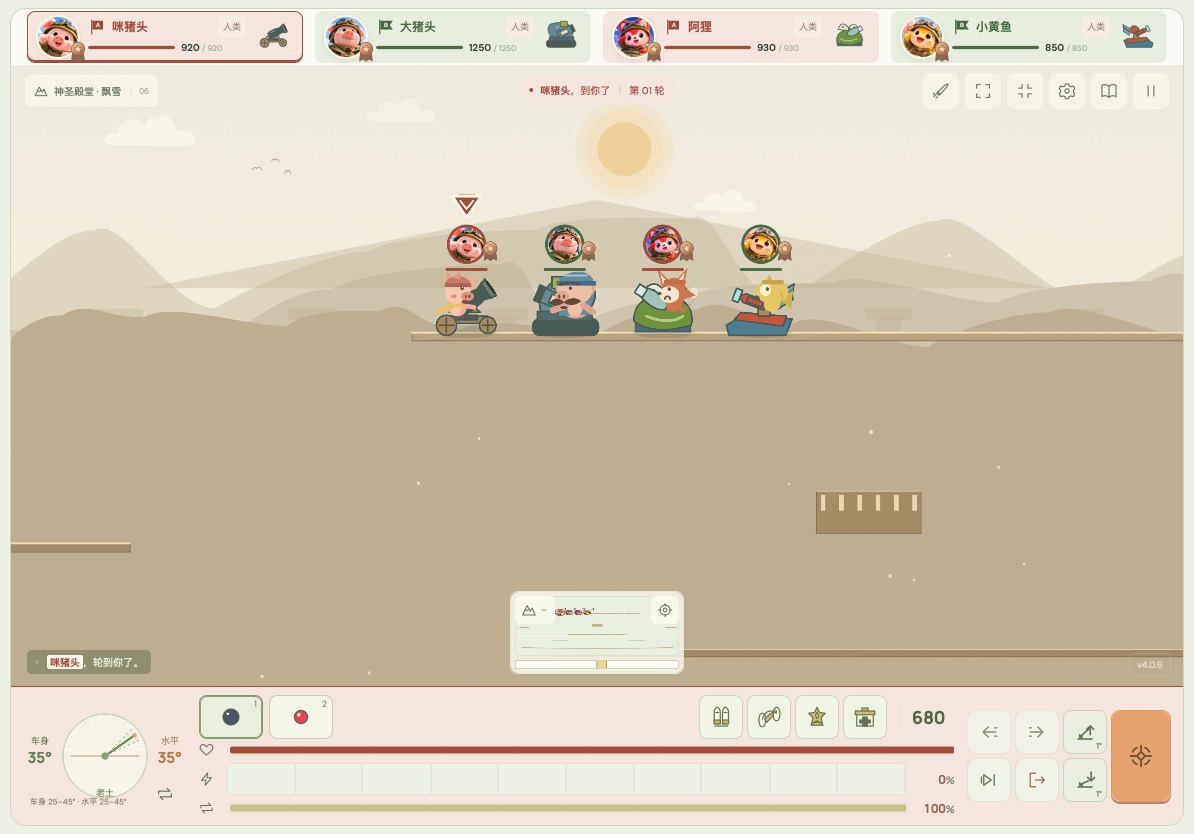 A 咪猪头 人类
920 / 920
B 大猪头 人类
1250 / 1250
A 阿狸 人类
930 / 930
B 小黄鱼 人类
850 / 850
神圣殿堂 · 飘雪 06
咪猪头，到你了 第 01 轮
咪猪头，轮到你了。
v4.0.6
1
2
680
车身
35°
水平
35°
老土
车身 25–45° · 水平 25–45°
0%
100%
1°
1°